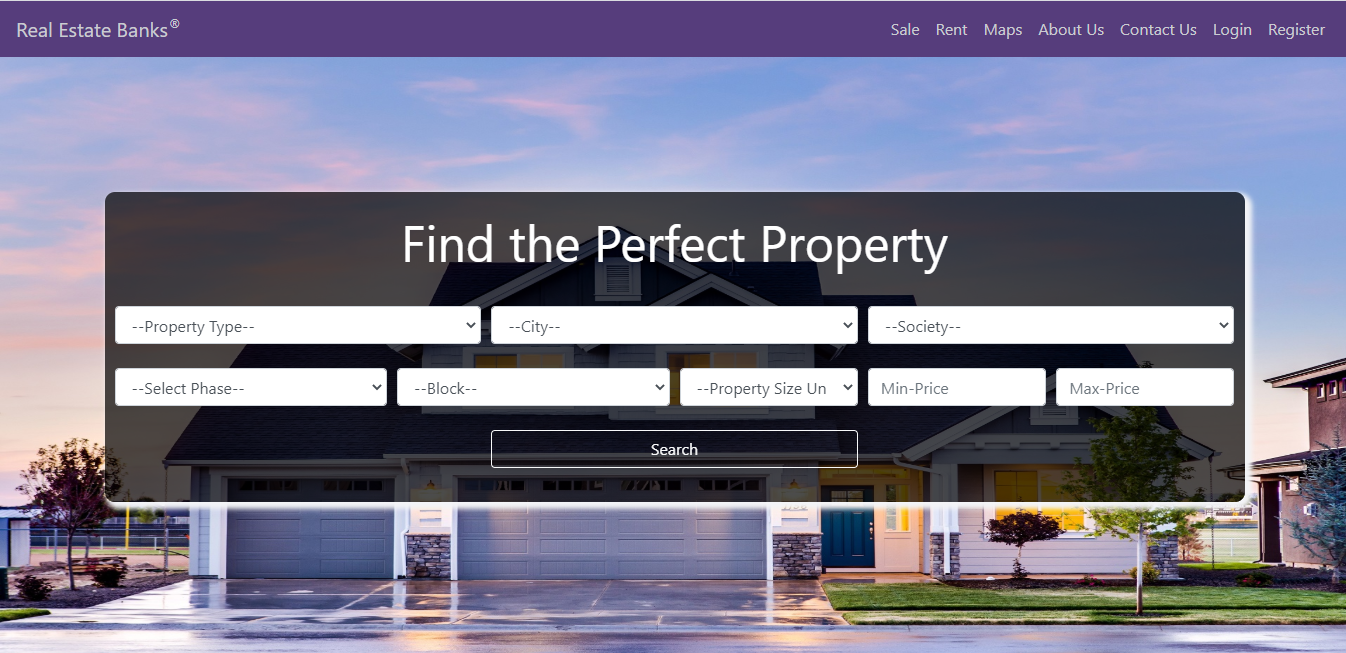 Real Estate Banks®
Sale Rent Maps About Us Contact Us Login Register
Find the Perfect Property
--Property Type-- --City-- --Society--
--Select Phase-- --Block-- --Property Size Un Min-Price Max-Price
Search